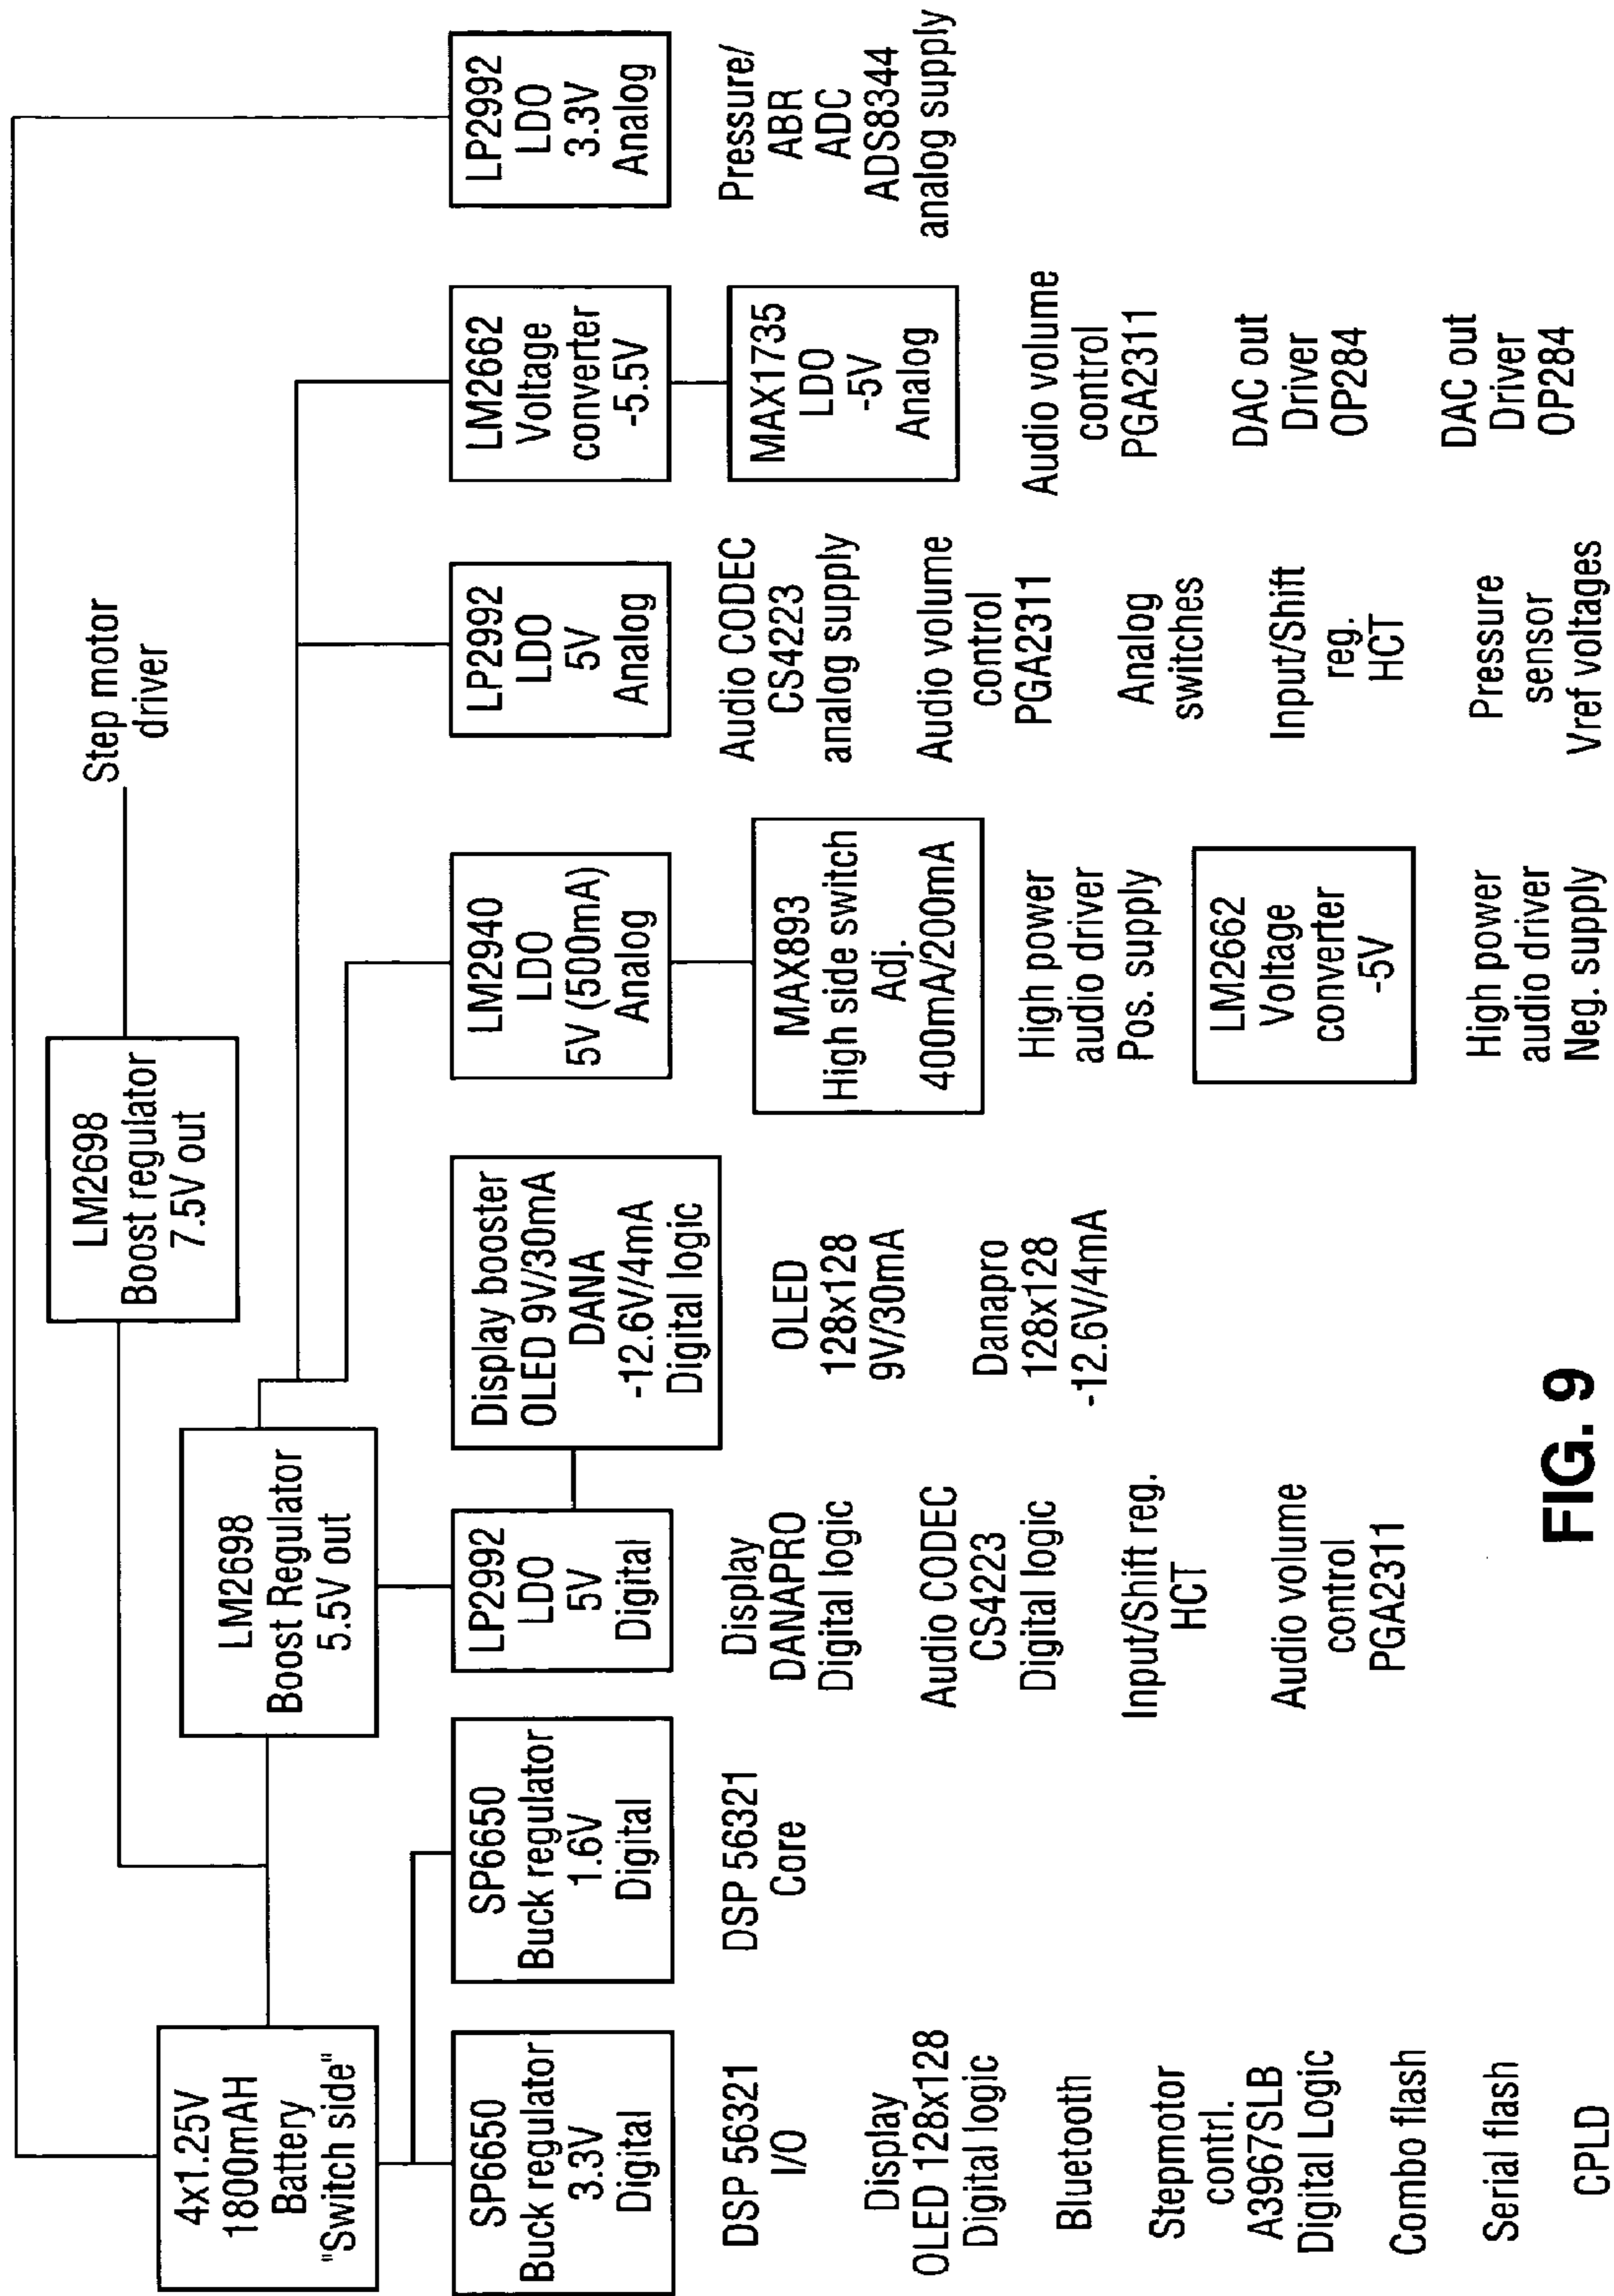 4x1.25V
1800mAH
Battery
"Switch side"
LM2698
Boost Regulator
5.5V out
LM2698
Boost regulator
7.5V out
Step motor
driver
SP6650
Buck regulator
3.3V
Digital
DSP 56321
I/O
Display
OLED 128x128
Digital logic
Bluetooth
Stepmotor
contrl.
A3967SLB
Digital Logic
Combo flash
Serial flash
CPLD
SP6650
Buck regulator
1.6V
Digital
DSP 56321
Core
LP2992
LDO
5V
Digital
Display
DANAPRO
Digital logic
Audio CODEC
CS4223
Digital logic
Input/Shift reg.
HCT
Audio volume
control
PGA2311
Display booster
OLED 9V/30mA
DANA
-12.6V/4mA
Digital logic
OLED
128x128
9V/30mA
Danapro
128x128
-12.6V/4mA
LM2940
LDO
5V (500mA)
Analog
MAX893
High side switch
Adj.
400mA/200mA
High power
audio driver
Pos. supply
LM2662
Voltage
converter
-5V
High power
audio driver
Neg. supply
LP2992
LDO
5V
Analog
Audio CODEC
CS4223
analog supply
Audio volume
control
PGA2311
Analog
switches
Input/Shift
reg.
HCT
Pressure
sensor
Vref voltages
LM2662
Voltage
converter
-5.5V
MAX1735
LDO
-5V
Analog
Audio volume
control
PGA2311
DAC out
Driver
OP284
DAC out
Driver
OP284
LP2992
LDO
3.3V
Analog
Pressure/
ABR
ADC
ADS8344
analog supply
FIG. 9